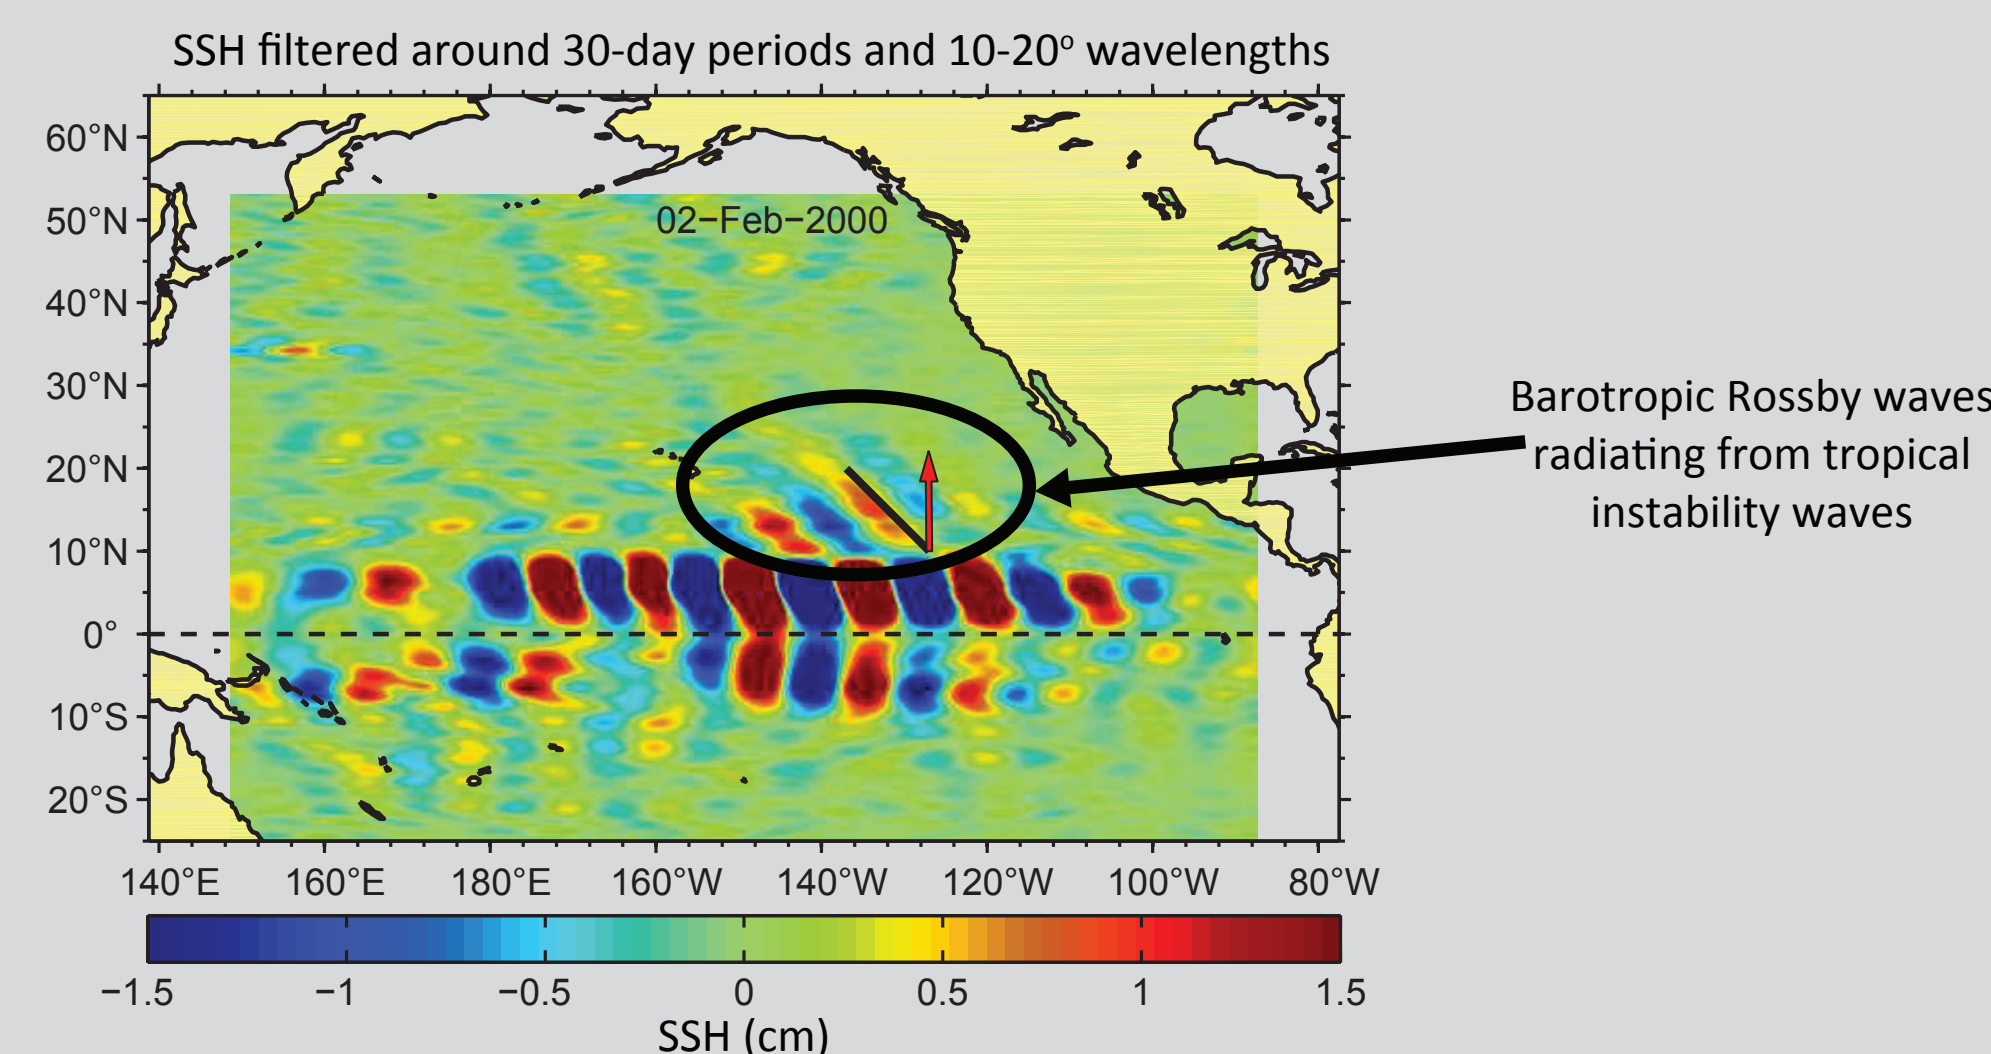 SSH filtered around 30-day periods and 10-20° wavelengths
60°N
50°N
40°N
30°N
20°N
10°N
0°
10°S
20°S
02−Feb−2000
Barotropic Rossby waves
radiating from tropical
instability waves
140°E 160°E 180°E 160°W 140°W 120°W 100°W 80°W
−1.5 −1 −0.5 0 0.5 1 1.5
SSH (cm)